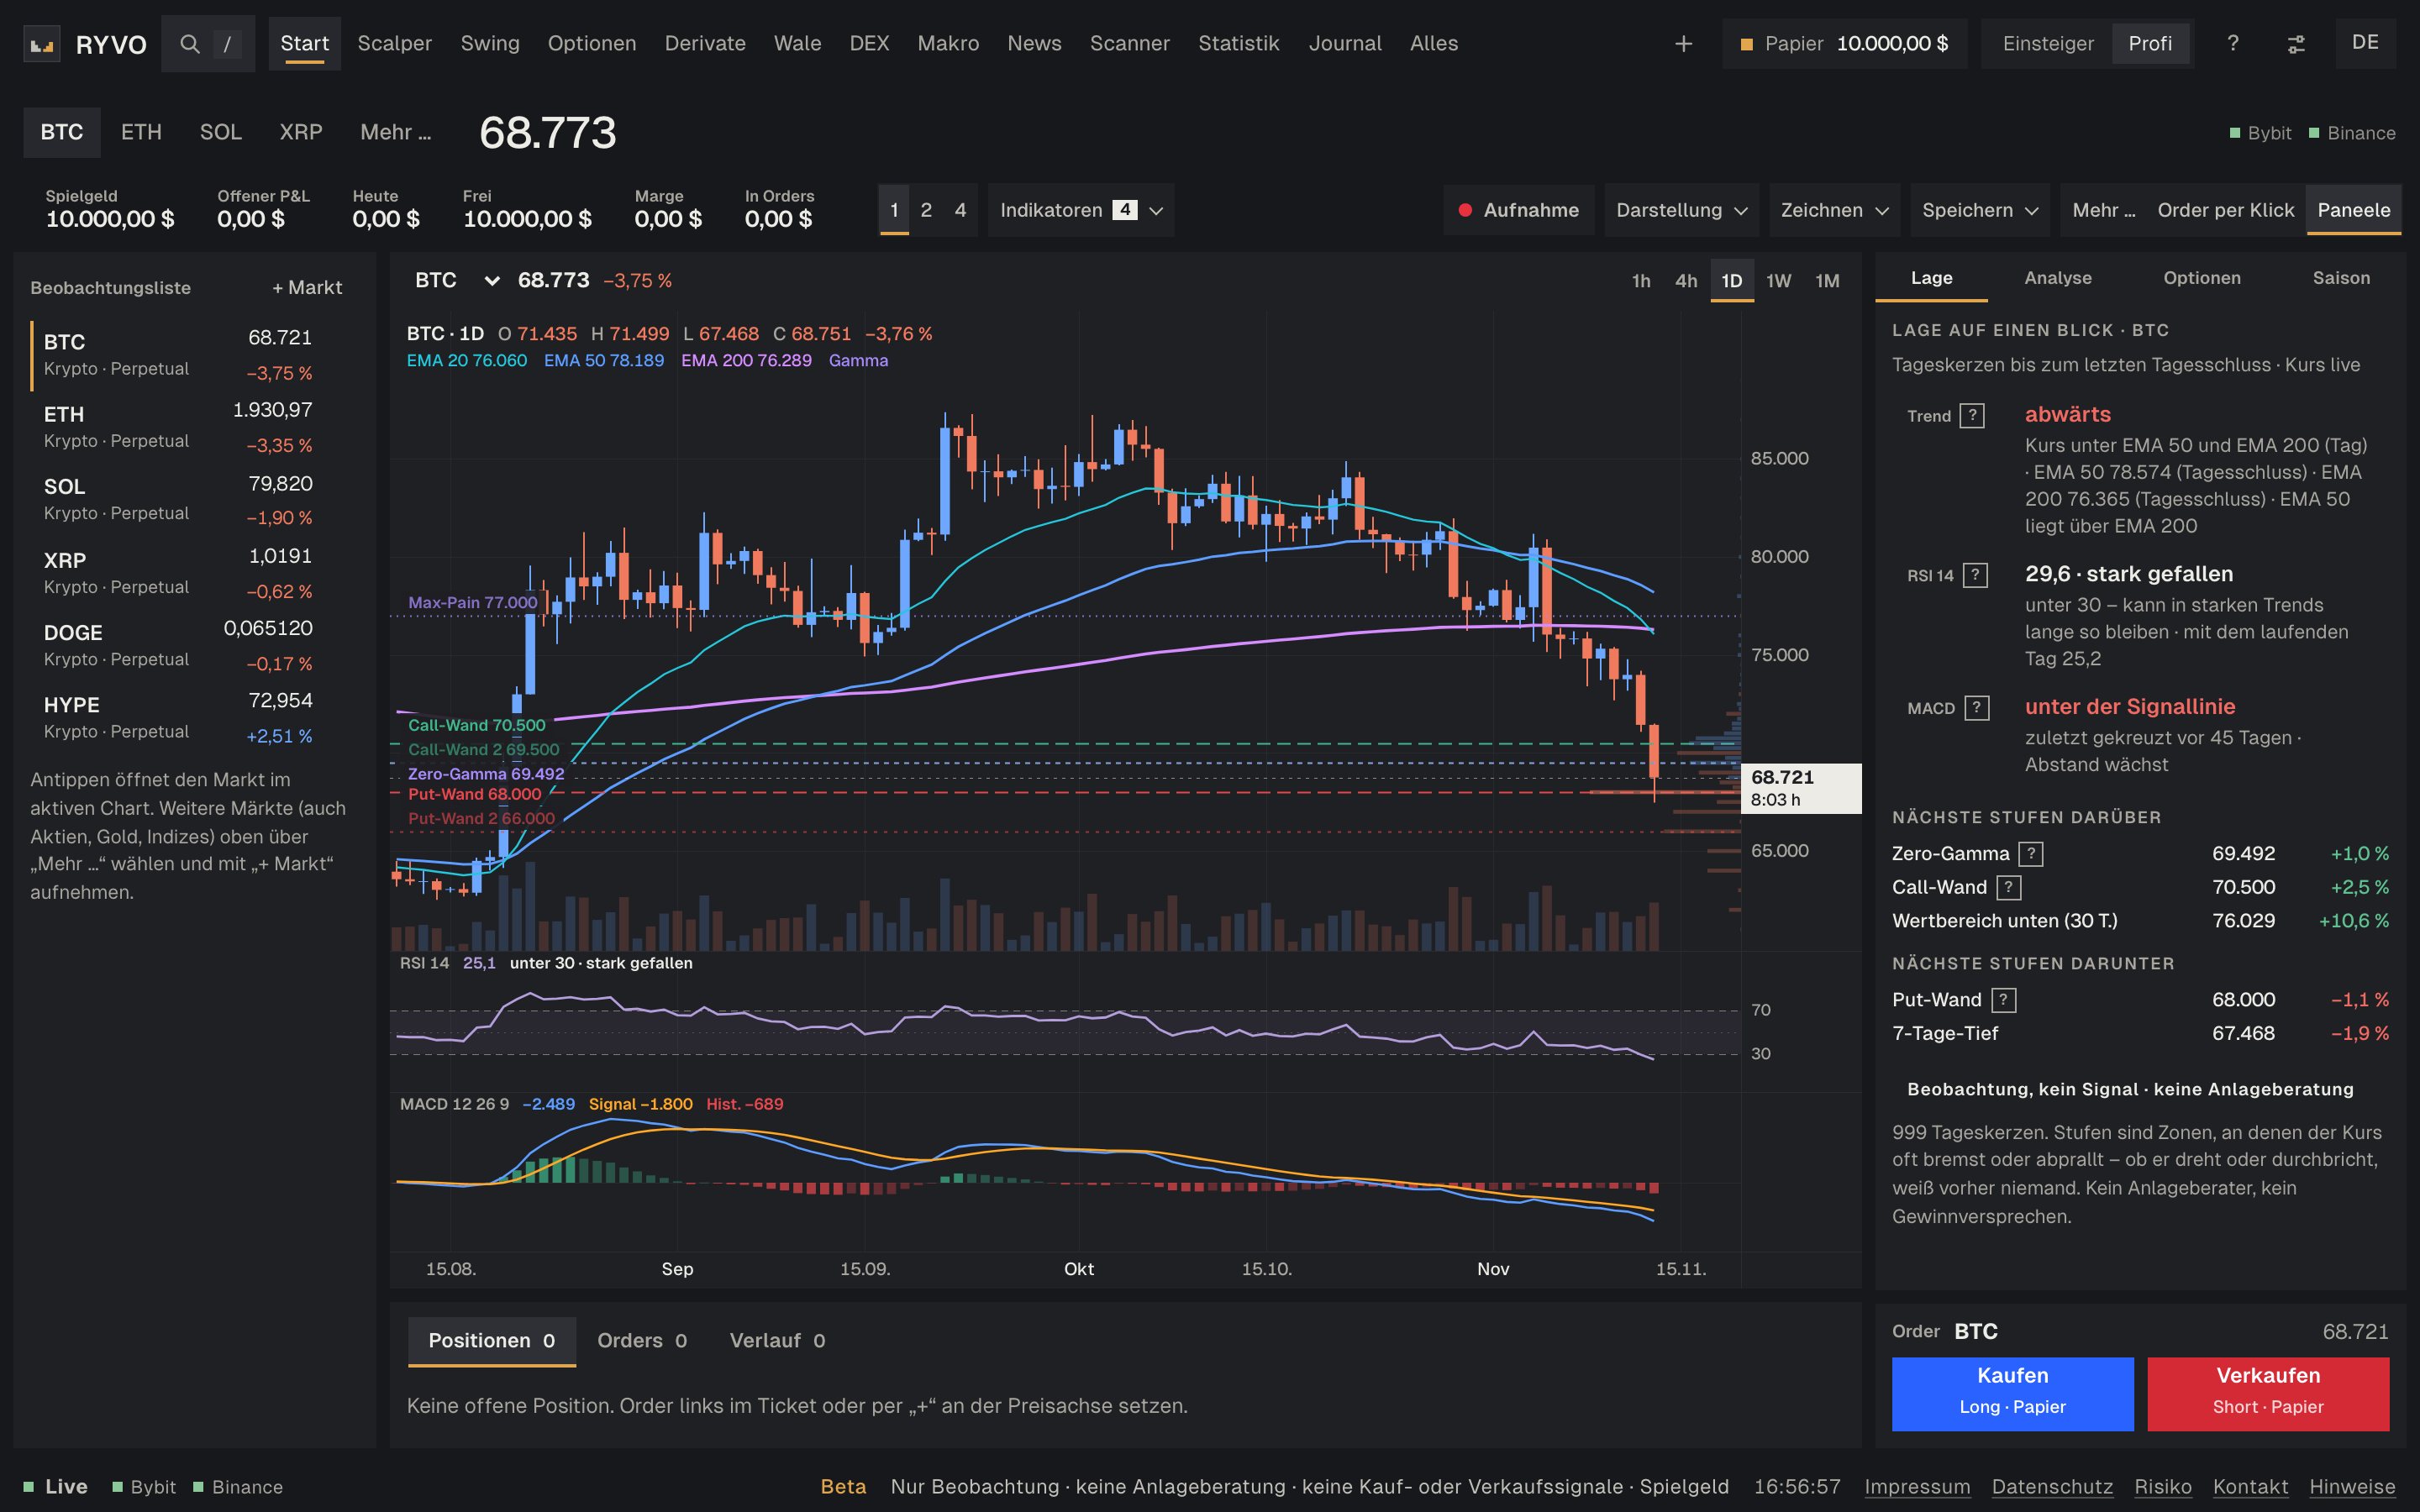 RYVO / Start Scalper Swing Optionen Derivate Wale DEX Makro News Scanner Statistik Journal Alles + Papier 10.000,00 $ Einsteiger Profi ? DE
BTC ETH SOL XRP Mehr … 68.773 Bybit Binance
Spielgeld Offener P&L Heute Frei Marge In Orders
10.000,00 $ 0,00 $ 0,00 $ 10.000,00 $ 0,00 $ 0,00 $
1 2 4 Indikatoren 4 Aufnahme Darstellung Zeichnen Speichern Mehr … Order per Klick Paneele
Beobachtungsliste + Markt
BTC 68.721
Krypto · Perpetual −3,75 %
ETH 1.930,97
Krypto · Perpetual −3,35 %
SOL 79,820
Krypto · Perpetual −1,90 %
XRP 1,0191
Krypto · Perpetual −0,62 %
DOGE 0,065120
Krypto · Perpetual −0,17 %
HYPE 72,954
Krypto · Perpetual +2,51 %
Antippen öffnet den Markt im
aktiven Chart. Weitere Märkte (auch
Aktien, Gold, Indizes) oben über
„Mehr …“ wählen und mit „+ Markt“
aufnehmen.
BTC 68.773 −3,75 % 1h 4h 1D 1W 1M
BTC · 1D O 71.435 H 71.499 L 67.468 C 68.751 −3,76 %
EMA 20 76.060 EMA 50 78.189 EMA 200 76.289 Gamma
85.000
80.000
Max-Pain 77.000
75.000
Call-Wand 70.500
Call-Wand 2 69.500
Zero-Gamma 69.492
Put-Wand 68.000
Put-Wand 2 66.000
68.721
8:03 h
65.000
RSI 14 25,1 unter 30 · stark gefallen
70
30
MACD 12 26 9 −2.489 Signal −1.800 Hist. −689
15.08. Sep 15.09. Okt 15.10. Nov 15.11.
Positionen 0 Orders 0 Verlauf 0
Keine offene Position. Order links im Ticket oder per „+“ an der Preisachse setzen.
Lage Analyse Optionen Saison
LAGE AUF EINEN BLICK · BTC
Tageskerzen bis zum letzten Tagesschluss · Kurs live
Trend ? abwärts
Kurs unter EMA 50 und EMA 200 (Tag)
· EMA 50 78.574 (Tagesschluss) · EMA
200 76.365 (Tagesschluss) · EMA 50
liegt über EMA 200
RSI 14 ? 29,6 · stark gefallen
unter 30 – kann in starken Trends
lange so bleiben · mit dem laufenden
Tag 25,2
MACD ? unter der Signallinie
zuletzt gekreuzt vor 45 Tagen ·
Abstand wächst
NÄCHSTE STUFEN DARÜBER
Zero-Gamma ? 69.492 +1,0 %
Call-Wand ? 70.500 +2,5 %
Wertbereich unten (30 T.) 76.029 +10,6 %
NÄCHSTE STUFEN DARUNTER
Put-Wand ? 68.000 −1,1 %
7-Tage-Tief 67.468 −1,9 %
Beobachtung, kein Signal · keine Anlageberatung
999 Tageskerzen. Stufen sind Zonen, an denen der Kurs
oft bremst oder abprallt – ob er dreht oder durchbricht,
weiß vorher niemand. Kein Anlageberater, kein
Gewinnversprechen.
Order BTC 68.721
Kaufen Verkaufen
Long · Papier Short · Papier
Live Bybit Binance Beta Nur Beobachtung · keine Anlageberatung · keine Kauf- oder Verkaufssignale · Spielgeld 16:56:57 Impressum Datenschutz Risiko Kontakt Hinweise